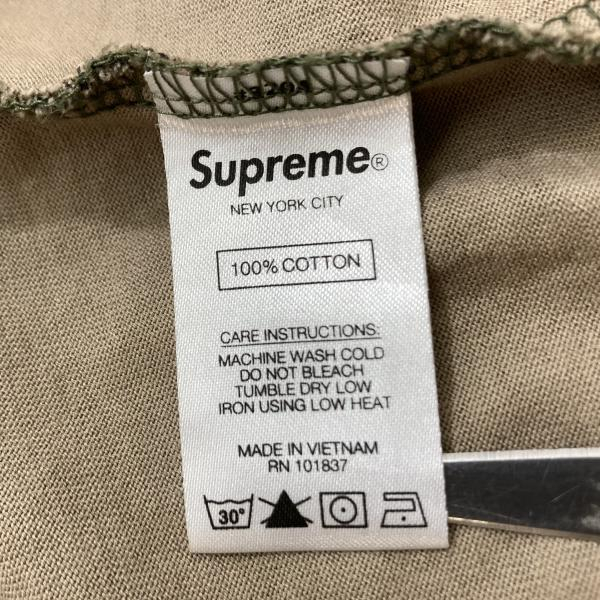 Supreme®
NEW YORK CITY
100% COTTON
CARE INSTRUCTIONS:
MACHINE WASH COLD
DO NOT BLEACH
TUMBLE DRY LOW
IRON USING LOW HEAT
MADE IN VIETNAM
RN 101837
30°